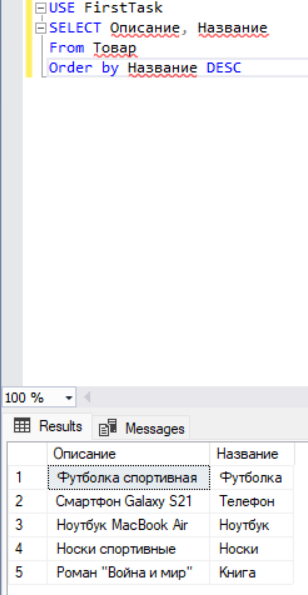 USE FirstTask
SELECT Описание, Название
From Товар
Order by Название DESC
100 %
Results Messages
Описание Название
1 Футболка спортивная Футболка
2 Смартфон Galaxy S21 Телефон
3 Ноутбук MacBook Air Ноутбук
4 Носки спортивные Носки
5 Роман "Война и мир" Книга